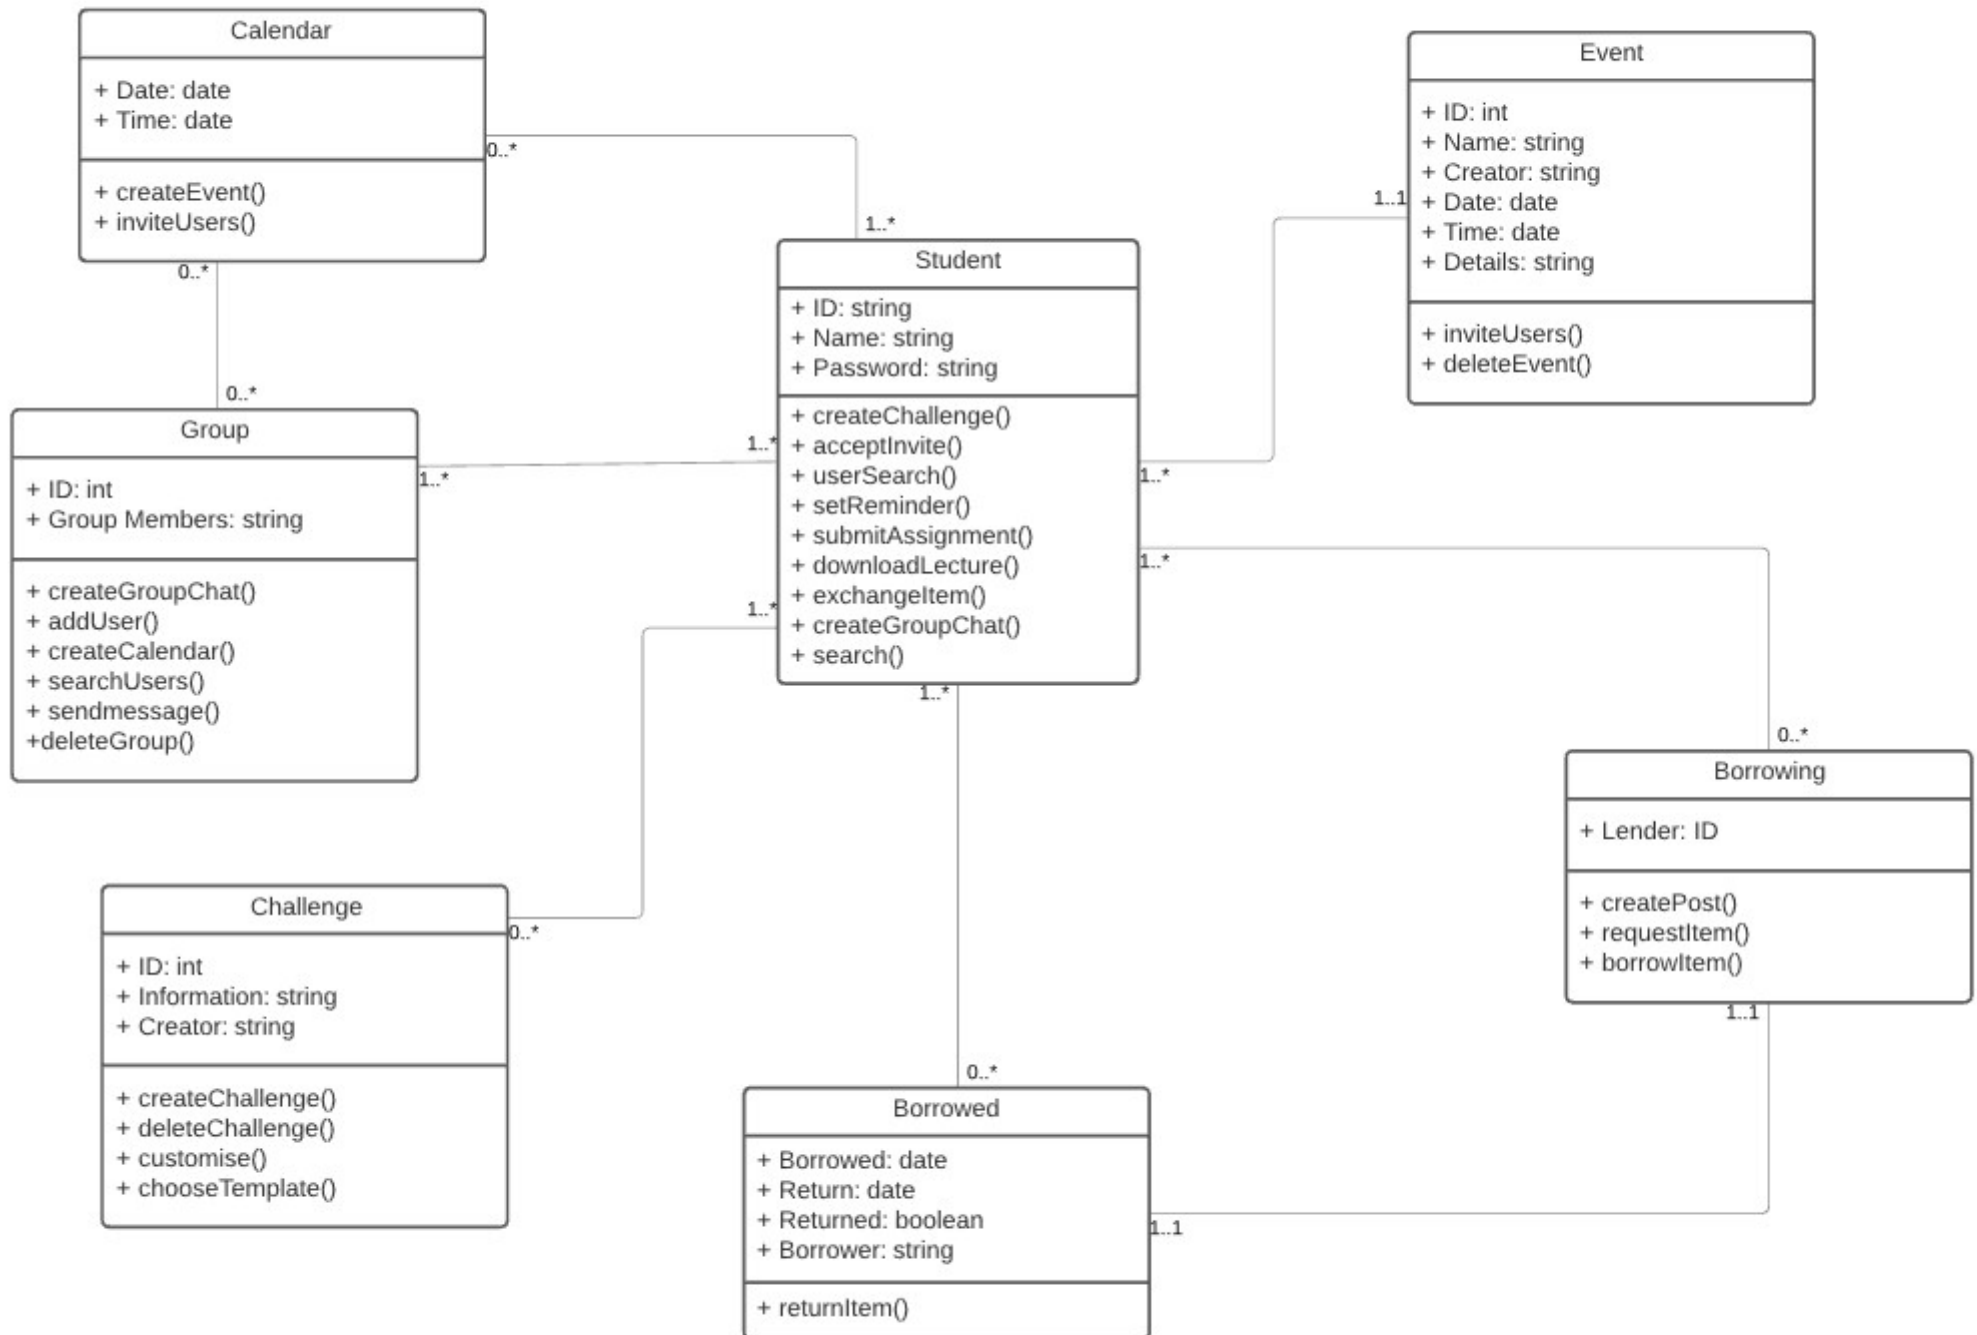 Calendar
+ Date: date
+ Time: date
+ createEvent()
+ inviteUsers()
0..*
1..*
0..*
0..*
Event
+ ID: int
+ Name: string
+ Creator: string
+ Date: date
+ Time: date
+ Details: string
+ inviteUsers()
+ deleteEvent()
1..1
1..*
Student
+ ID: string
+ Name: string
+ Password: string
+ createChallenge()
+ acceptInvite()
+ userSearch()
+ setReminder()
+ submitAssignment()
+ downloadLecture()
+ exchangeItem()
+ createGroupChat()
+ search()
1..*
1..*
1..*
1..*
Group
+ ID: int
+ Group Members: string
+ createGroupChat()
+ addUser()
+ createCalendar()
+ searchUsers()
+ sendmessage()
+deleteGroup()
1..*
Borrowing
+ Lender: ID
+ createPost()
+ requestItem()
+ borrowItem()
0..*
1..1
Challenge
+ ID: int
+ Information: string
+ Creator: string
+ createChallenge()
+ deleteChallenge()
+ customise()
+ chooseTemplate()
0..*
0..*
Borrowed
+ Borrowed: date
+ Return: date
+ Returned: boolean
+ Borrower: string
+ returnItem()
1..1